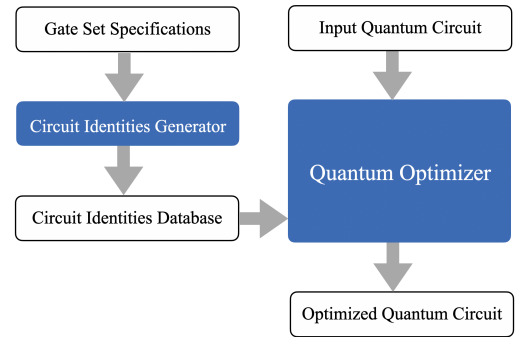 Gate Set Specifications
Input Quantum Circuit
Circuit Identities Generator
Quantum Optimizer
Circuit Identities Database
Optimized Quantum Circuit